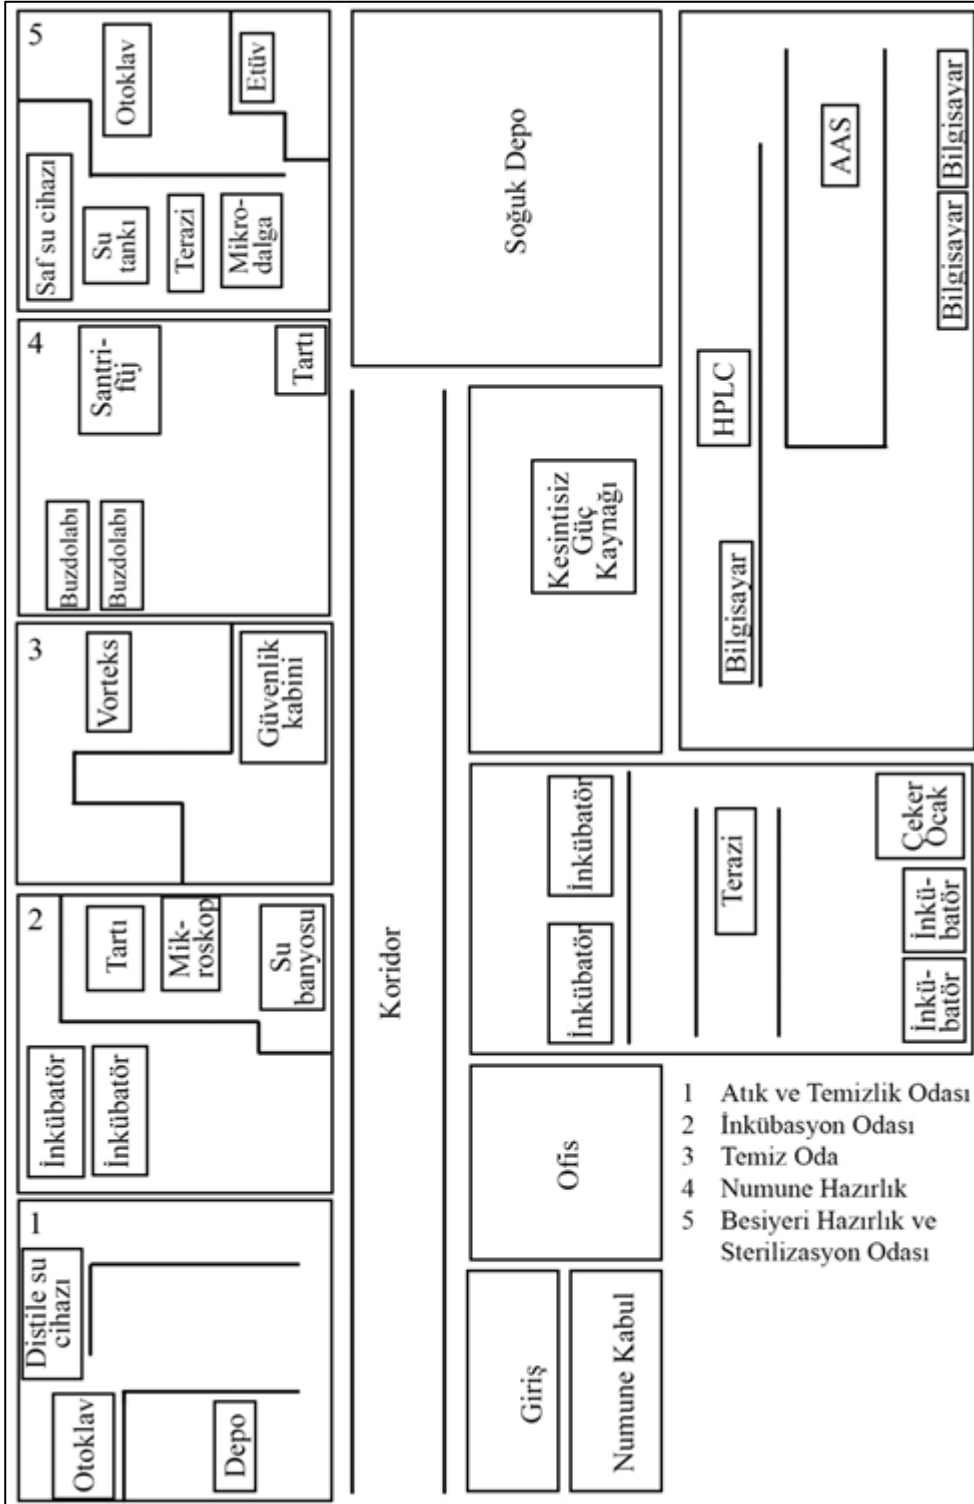 5
Otoklav
Etüv
Saf su cihazı
Su
tankı
Terazi
Mikro-
dalga
4
Santri-
füj
Tartı
Buzdolabı
Buzdolabı
3
Vorteks
Güvenlik
kabini
2
Tartı
Mik-
roskop
Su
banyosu
İnkübatör
İnkübatör
1
Distile su
cihazı
Otoklav
Depo
Koridor
Soğuk Depo
Kesintisiz
Güç
Kaynağı
AAS
Bilgisayar
Bilgisayar
HPLC
Bilgisayar
İnkübatör
İnkübatör
Terazi
Çeker
Ocak
İnkü-
batör
İnkü-
batör
Ofis
Giriş
Numune Kabul
1 Atık ve Temizlik Odası
2 İnkübasyon Odası
3 Temiz Oda
4 Numune Hazırlık
5 Besiyeri Hazırlık ve
Sterilizasyon Odası